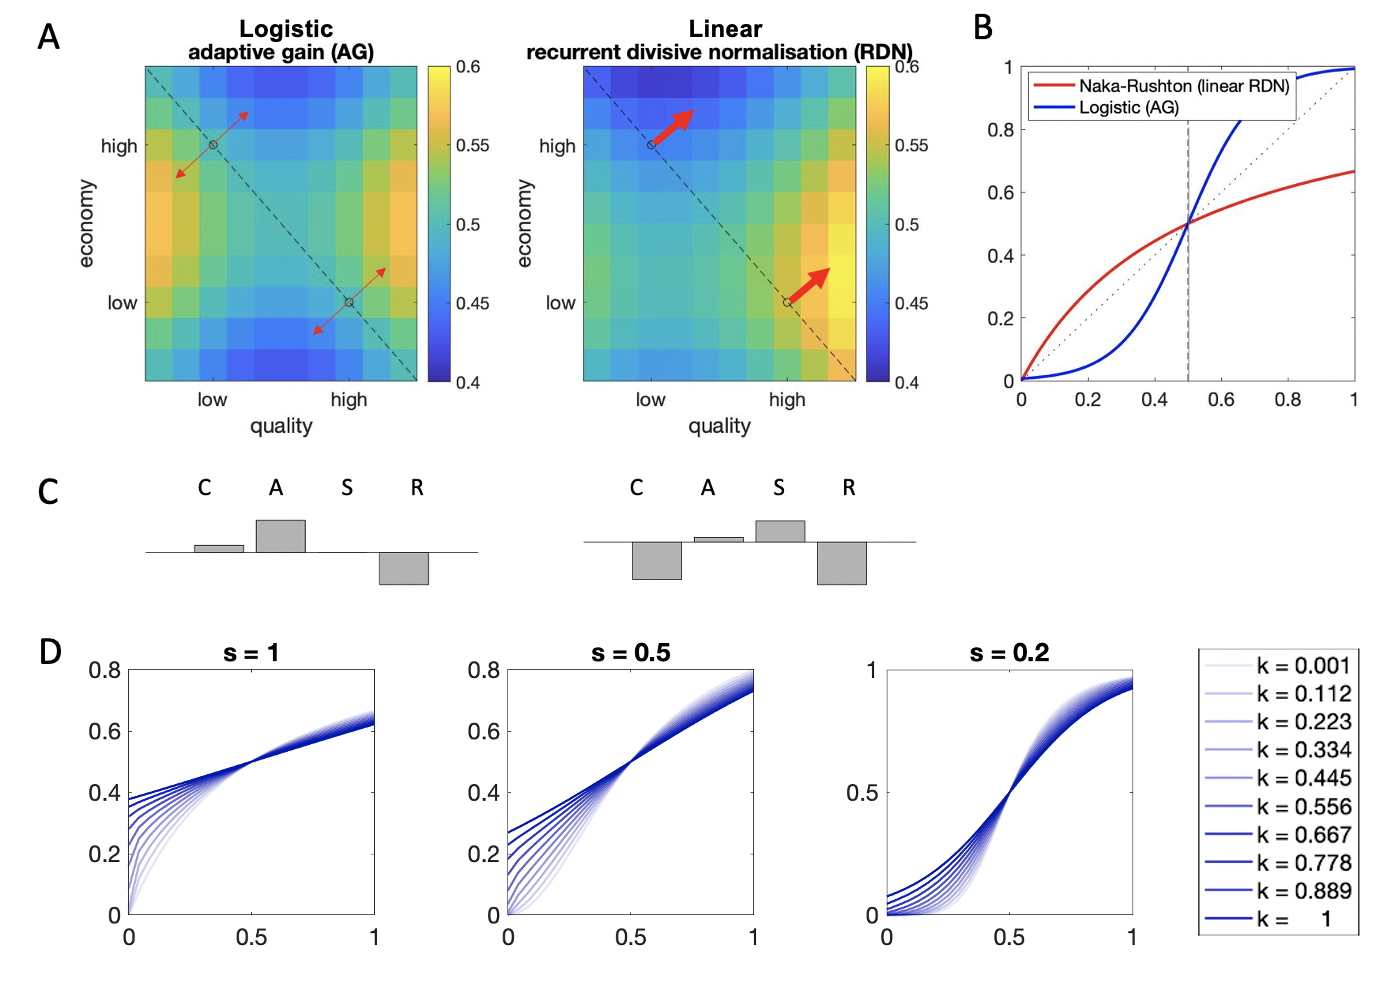 A
Logistic
adaptive gain (AG)
high
economy
low
low
high
quality
0.6
0.55
0.5
0.45
0.4
Linear
recurrent divisive normalisation (RDN)
high
economy
low
low
high
quality
0.6
0.55
0.5
0.45
0.4
B
Naka-Rushton (linear RDN)
Logistic (AG)
1
0.8
0.6
0.4
0.2
0
0 0.2 0.4 0.6 0.8 1
C
C A S R
C A S R
D
s = 1
0.8
0.6
0.4
0.2
0
0 0.5 1
s = 0.5
0.8
0.6
0.4
0.2
0
0 0.5 1
s = 0.2
1
0.5
0
0 0.5 1
k = 0.001
k = 0.112
k = 0.223
k = 0.334
k = 0.445
k = 0.556
k = 0.667
k = 0.778
k = 0.889
k = 1